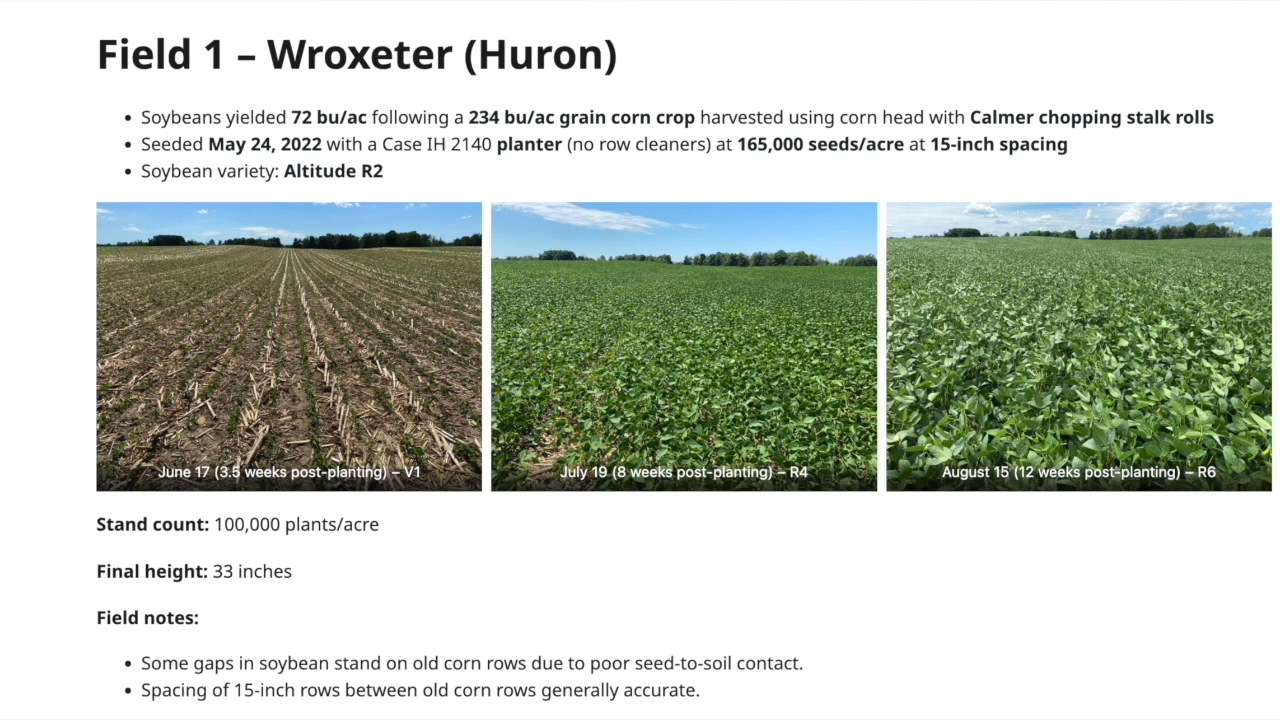 Field 1 – Wroxeter (Huron)
Soybeans yielded 72 bu/ac following a 234 bu/ac grain corn crop harvested using corn head with Calmer chopping stalk rolls
Seeded May 24, 2022 with a Case IH 2140 planter (no row cleaners) at 165,000 seeds/acre at 15-inch spacing
Soybean variety: Altitude R2
June 17 (3.5 weeks post-planting) – V1
July 19 (8 weeks post-planting) – R4
August 15 (12 weeks post-planting) – R6
Stand count: 100,000 plants/acre
Final height: 33 inches
Field notes:
Some gaps in soybean stand on old corn rows due to poor seed-to-soil contact.
Spacing of 15-inch rows between old corn rows generally accurate.